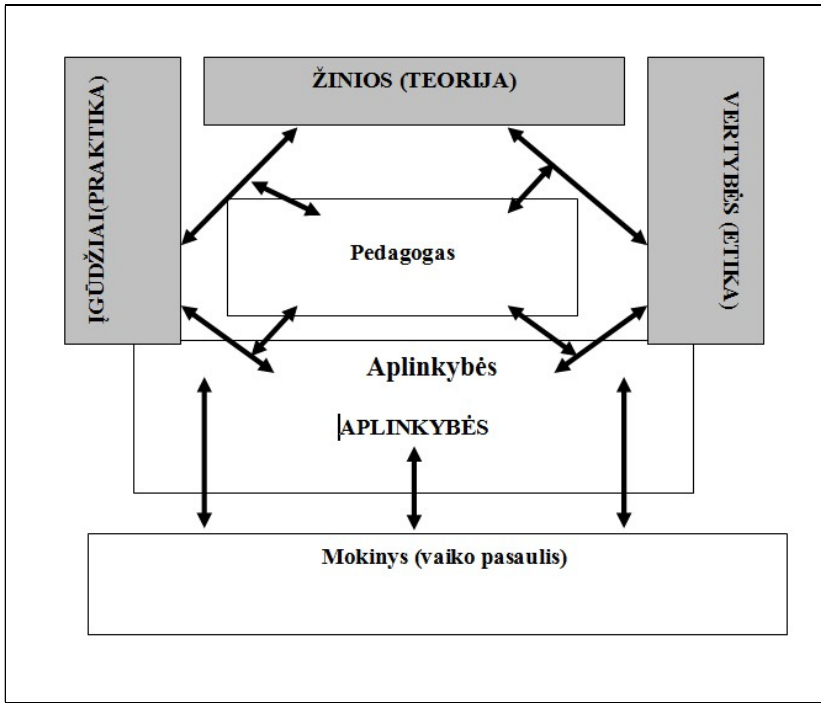 ŽINIOS (TEORIJA)
ĮGŪDŽIAI(PRAKTIKA)
VERTYBĖS (ETIKA)
Pedagogas
Aplinkybės
APLINKYBĖS
Mokinys (vaiko pasaulis)